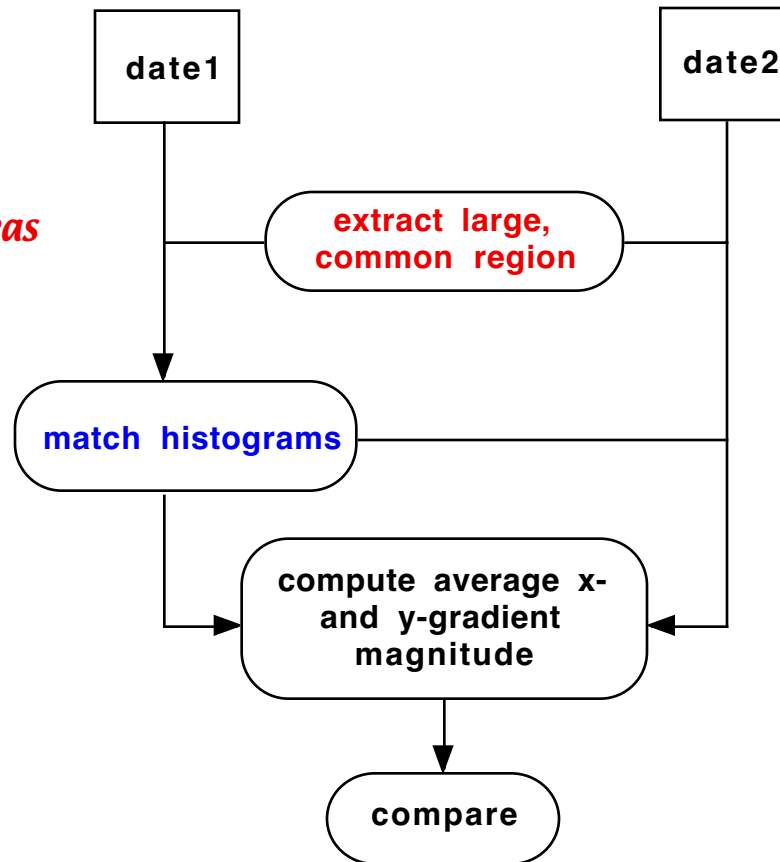 date1
date2
extract large,
common region
match histograms
compute average x-
and y-gradient
magnitude
compare